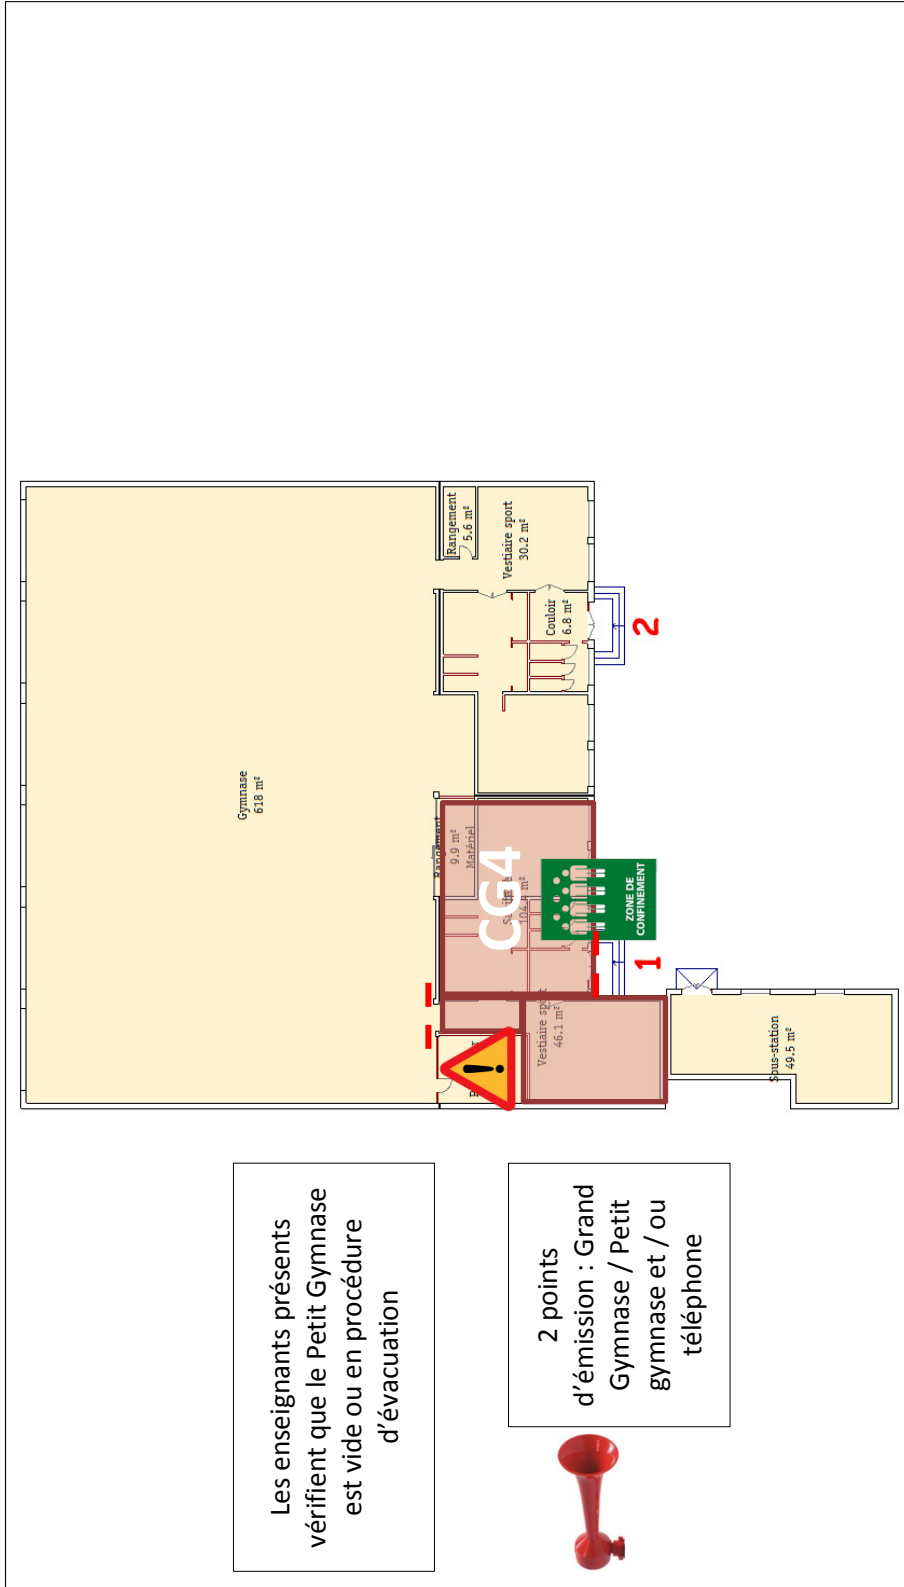 Les enseignants présents
vérifient que le Petit Gymnase
est vide ou en procédure
d’évacuation
2 points
d’émission : Grand
Gymnase / Petit
gymnase et / ou
téléphone
Gymnase
618 m²
Rangement
5.6 m²
Vestiaire sport
30.2 m²
Couloir
6.8 m²
2
Rangement
9.9 m²
Matériel
CG4
104. m²
ZONE DE
CONFINEMENT
1
Vestiaire sport
46.1 m²
Sous-station
49.5 m²